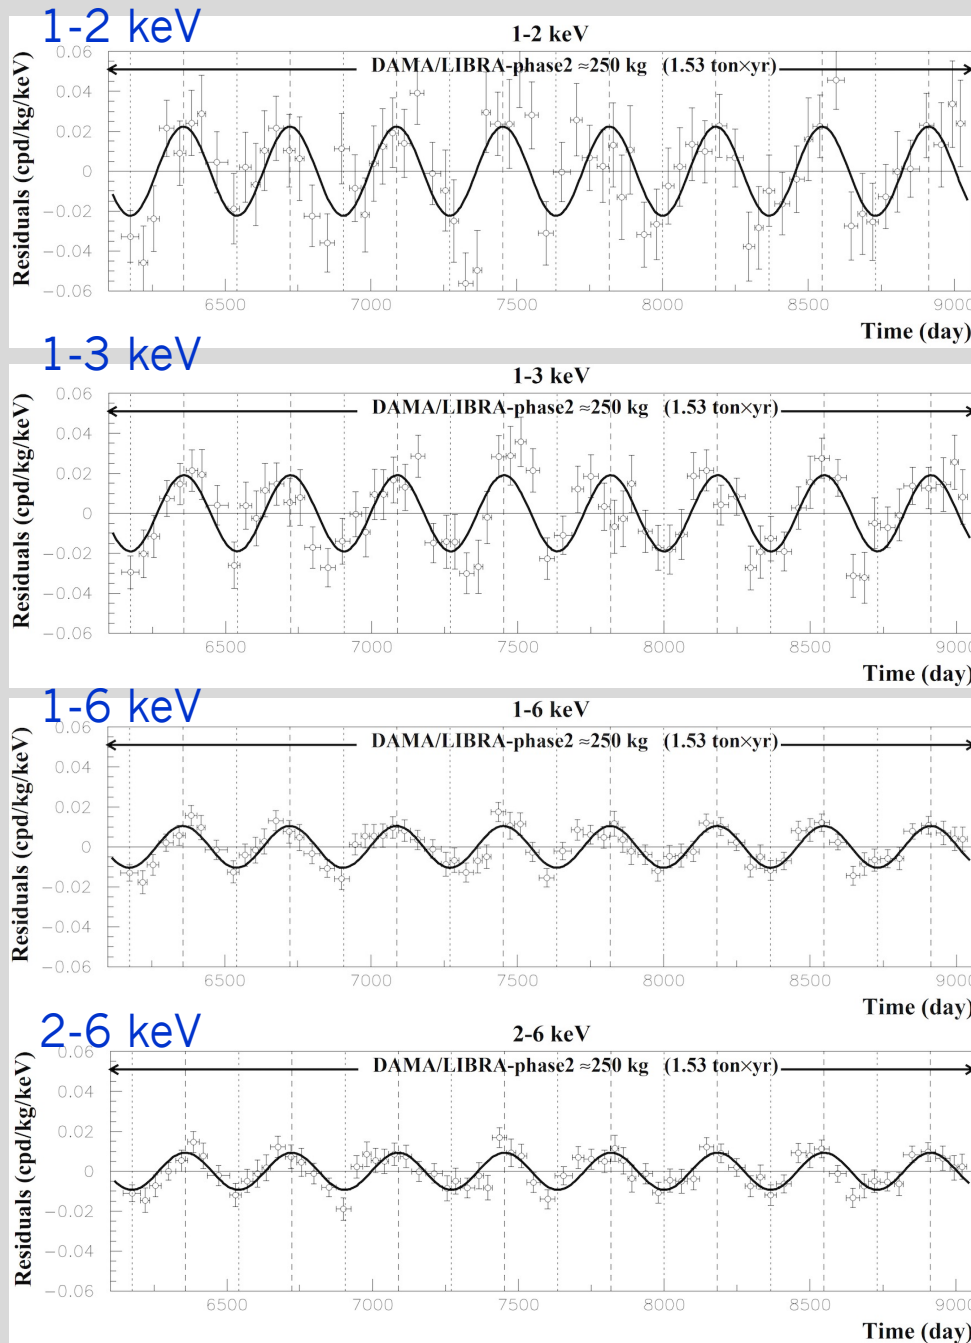 1-2 keV
1-2 keV
Residuals (cpd/kg/keV)
DAMA/LIBRA-phase2 ≈250 kg (1.53 ton×yr)
0.06
0.04
0.02
0
-0.02
-0.04
-0.06
6500 7000 7500 8000 8500 9000
Time (day)
1-3 keV
1-3 keV
Residuals (cpd/kg/keV)
DAMA/LIBRA-phase2 ≈250 kg (1.53 ton×yr)
0.06
0.04
0.02
0
-0.02
-0.04
-0.06
6500 7000 7500 8000 8500 9000
Time (day)
1-6 keV
1-6 keV
Residuals (cpd/kg/keV)
DAMA/LIBRA-phase2 ≈250 kg (1.53 ton×yr)
0.06
0.04
0.02
0
-0.02
-0.04
-0.06
6500 7000 7500 8000 8500 9000
Time (day)
2-6 keV
2-6 keV
Residuals (cpd/kg/keV)
DAMA/LIBRA-phase2 ≈250 kg (1.53 ton×yr)
0.06
0.04
0.02
0
-0.02
-0.04
-0.06
6500 7000 7500 8000 8500 9000
Time (day)